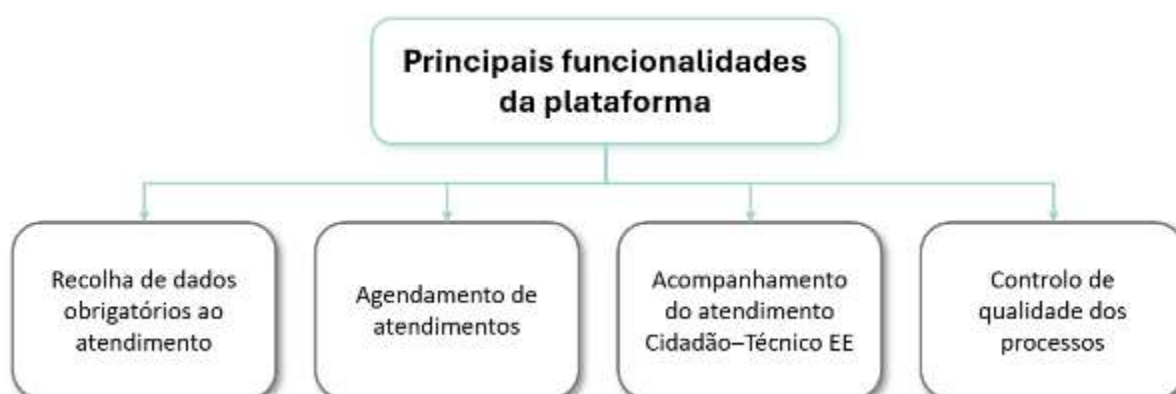 Principais funcionalidades
da plataforma
Recolha de dados
obrigatórios ao
atendimento
Agendamento de
atendimentos
Acompanhamento
do atendimento
Cidadão–Técnico EE
Controlo de
qualidade dos
processos